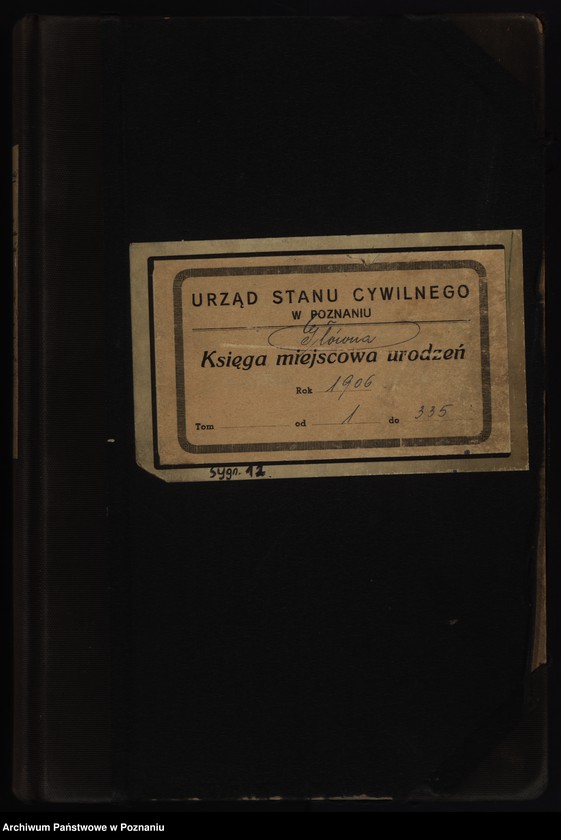 URZĄD STANU CYWILNEGO
W POZNANIU
Główna
Księga miejscowa urodzeń
Rok 1906
Tom od 1 do 335
Sygn. 12.
Archiwum Państwowe w Poznaniu